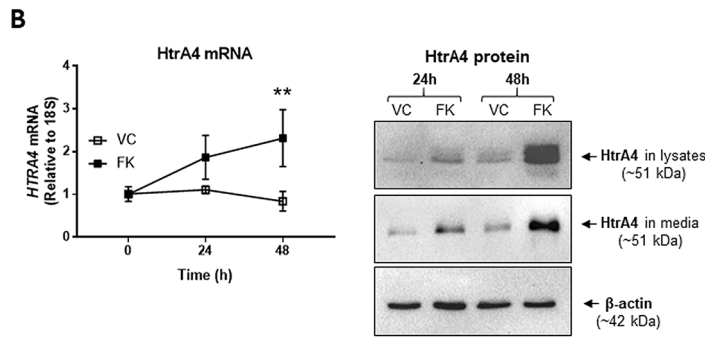 B
HtrA4 mRNA
HTRA4 mRNA
(Relative to 18S)
4
3
2
1
0
VC
FK
**
0 24 48
Time (h)
HtrA4 protein
24h 48h
VC FK VC FK
HtrA4 in lysates
(~51 kDa)
HtrA4 in media
(~51 kDa)
β-actin
(~42 kDa)